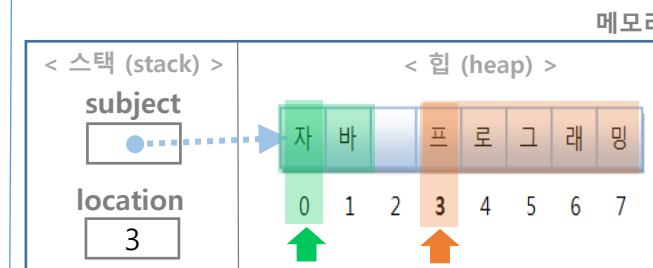 메모리
< 스택 (stack) >
< 힙 (heap) >
subject
자 바 프 로 그 래 밍
location
0 1 2 3 4 5 6 7
3